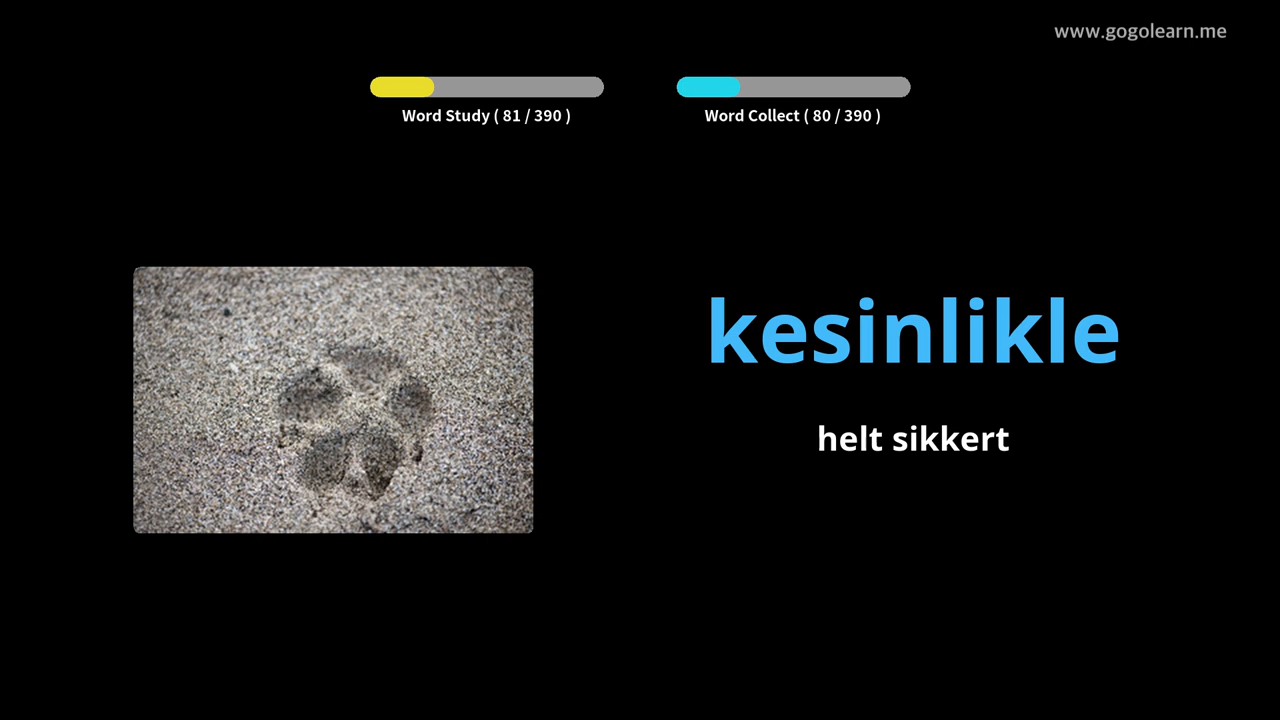 www.gogolearn.me
Word Study ( 81 / 390 )
Word Collect ( 80 / 390 )
kesinlikle
helt sikkert